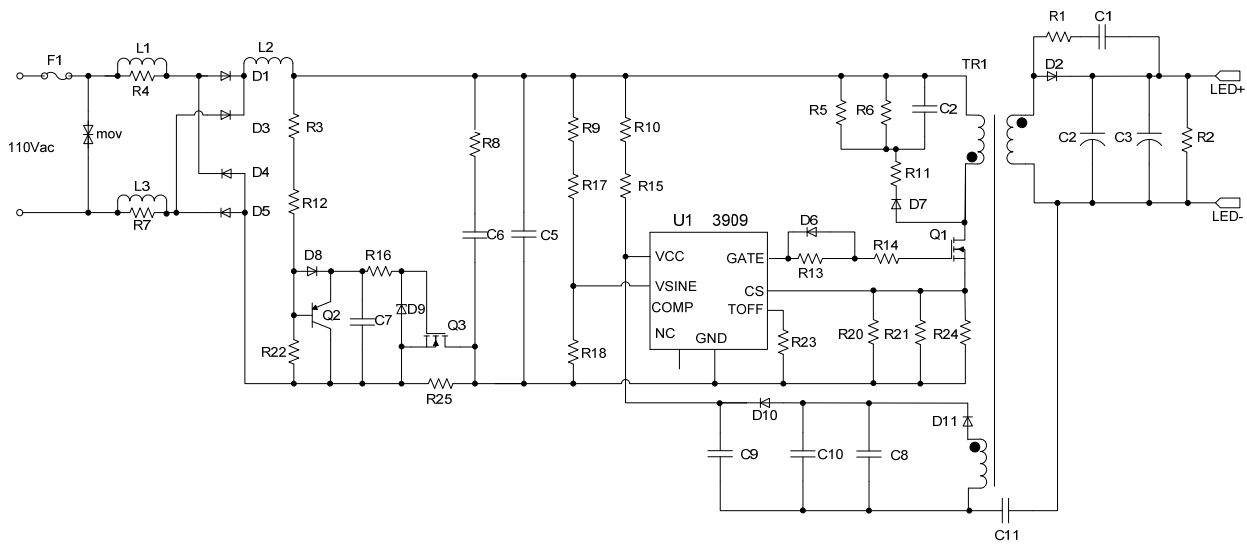 R1
C1
F1
L1
L2
TR1
D2
D1
R4
LED+
R5
R6
C2
R3
R9
R10
D3
mov
R8
C2
C3
R2
110Vac
D4
R11
R17
R15
L3
R12
D7
D5
R7
LED-
U1 3909
D6
Q1
C6
C5
R14
D8
VCC
GATE
R16
R13
VSINE
CS
D9
COMP
TOFF
Q2
C7
Q3
NC
R20
R21
R24
GND
R23
R22
R18
R25
D10
D11
C9
C10
C8
C11